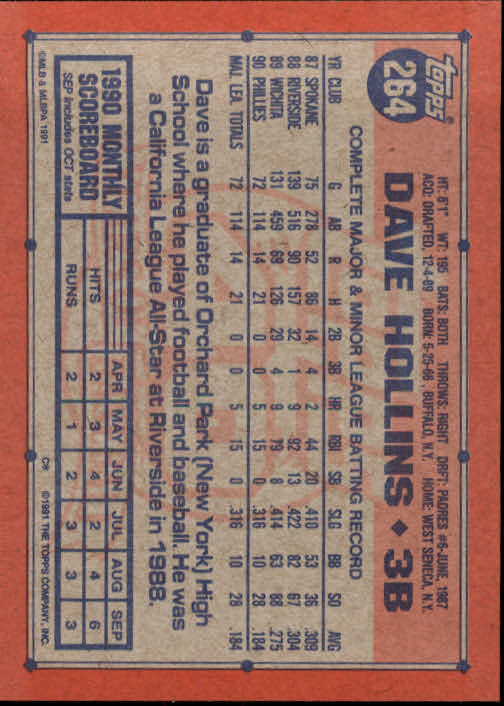 Topps
264
HT: 6'1" WT: 195 BATS: BOTH THROWS: RIGHT DRFT: PADRES #6-JUNE, 1987
ACQ: DRAFTED, 12-4-89 BORN: 5-25-66, BUFFALO, N.Y. HOME: WEST SENECA, N.Y.
DAVE HOLLINS ♦ 3B
COMPLETE MAJOR & MINOR LEAGUE BATTING RECORD
YR CLUB G AB R H 2B 3B HR RBI SB SLG BB SO AVG
87 SPOKANE 75 278 52 86 14 4 2 44 20 .410 53 36 .309
88 RIVERSIDE 139 516 90 157 32 1 9 92 13 .422 82 67 .304
89 WICHITA 131 459 69 126 29 4 9 79 8 .414 63 88 .275
90 PHILLIES 72 114 14 21 0 0 5 15 0 .316 10 28 .184
MAJ. LEA. TOTALS 72 114 14 21 0 0 5 15 0 .316 10 28 .184
Dave is a graduate of Orchard Park (New York) High
School where he played football and baseball. He was
a California League All-Star at Riverside in 1988.
1990 MONTHLY
SCOREBOARD
SEP includes OCT stats
APR MAY JUN JUL AUG SEP
HITS 2 3 4 2 4 6
RUNS 2 1 2 3 3 3
©MLB & MLBPA 1991
C* ©1991 THE TOPPS COMPANY, INC.